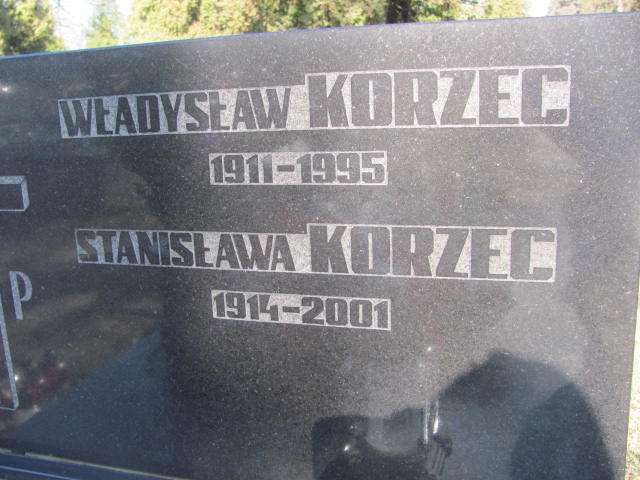 WŁADYSŁAW KORZEC
1911-1995
STANISŁAWA KORZEC
1914-2001
P